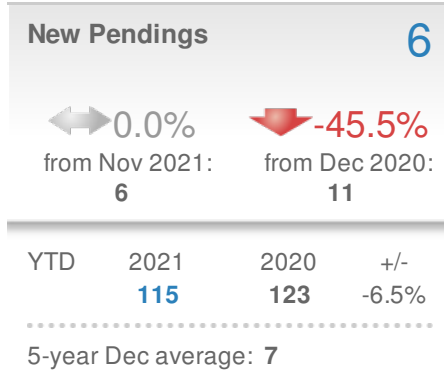 New Pendings 6
0.0% -45.5%
from Nov 2021: from Dec 2020:
6 11
YTD 2021 2020 +/-
115 123 -6.5%
5-year Dec average: 7